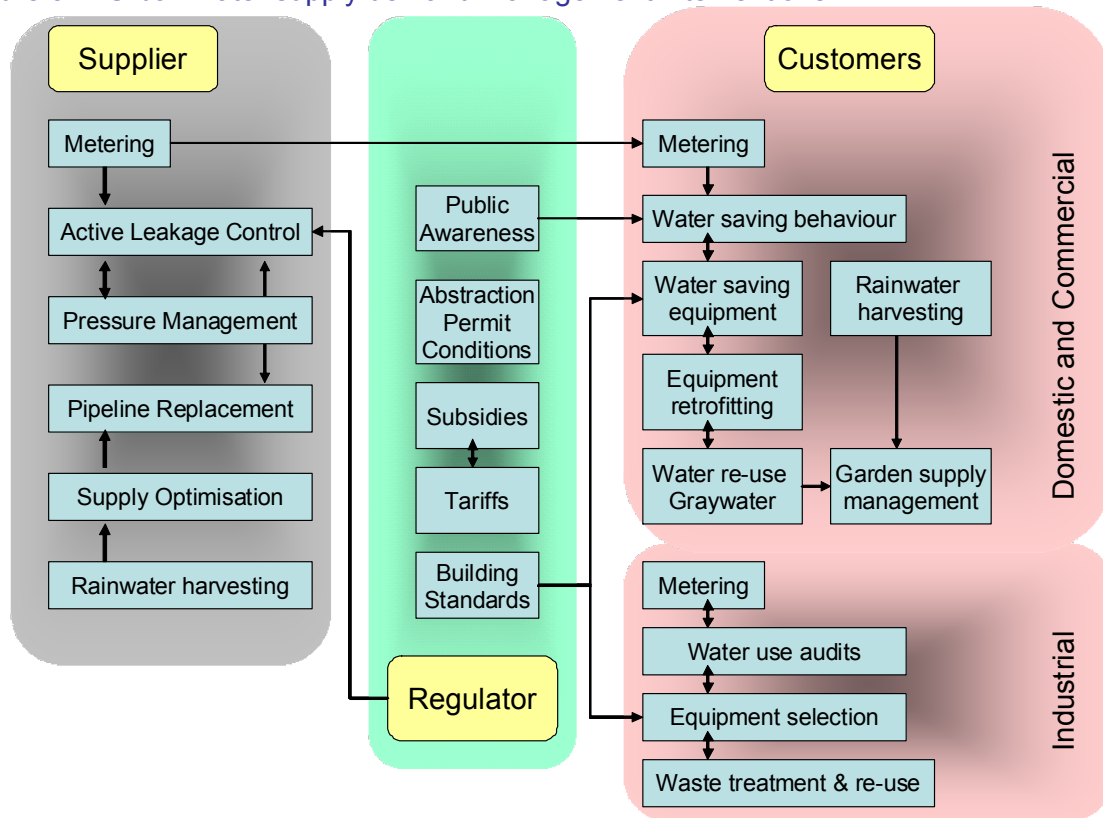 Supplier
Metering
Active Leakage Control
Pressure Management
Pipeline Replacement
Supply Optimisation
Rainwater harvesting
Public
Awareness
Abstraction
Permit
Conditions
Subsidies
Tariffs
Building
Standards
Regulator
Customers
Metering
Water saving behaviour
Water saving
equipment
Rainwater
harvesting
Equipment
retrofitting
Water re-use
Graywater
Garden supply
management
Domestic and Commercial
Metering
Water use audits
Equipment selection
Waste treatment & re-use
Industrial